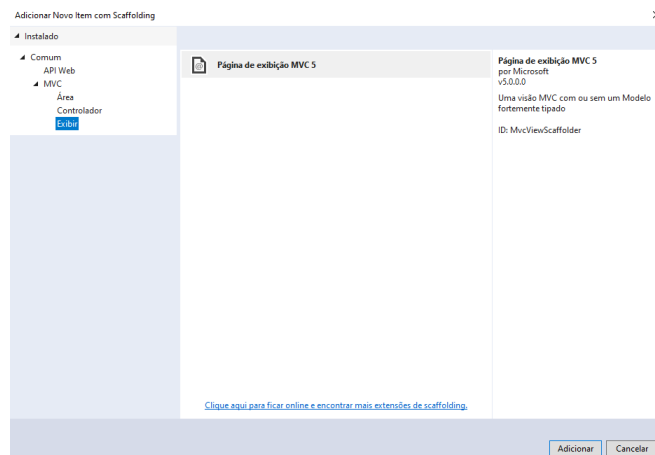 Adicionar Novo Item com Scaffolding
Instalado
Comum
API Web
MVC
Área
Controlador
Exibir
Página de exibição MVC 5
Clique aqui para ficar online e encontrar mais extensões de scaffolding.
Página de exibição MVC 5
por Microsoft
v5.0.0.0
Uma visão MVC com ou sem um Modelo
fortemente tipado
ID: MvcViewScaffolder
Adicionar
Cancelar